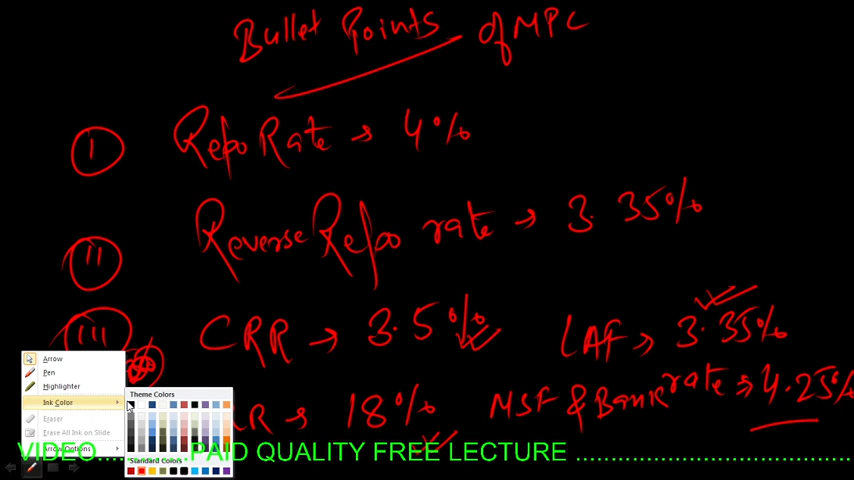 Bullet Points of MPC
I Repo Rate → 4%
II Reverse Repo rate → 3.35%
III CRR → 3.5% LAF → 3.35%
R → 18% MSF & Bank rate → 4.25%
Arrow
Pen
Highlighter
Ink Color
Eraser
Erase All Ink on Slide
Arrow Options
Theme Colors
Standard Colors
VIDEO.......... PAID QUALITY FREE LECTURE ..........................................